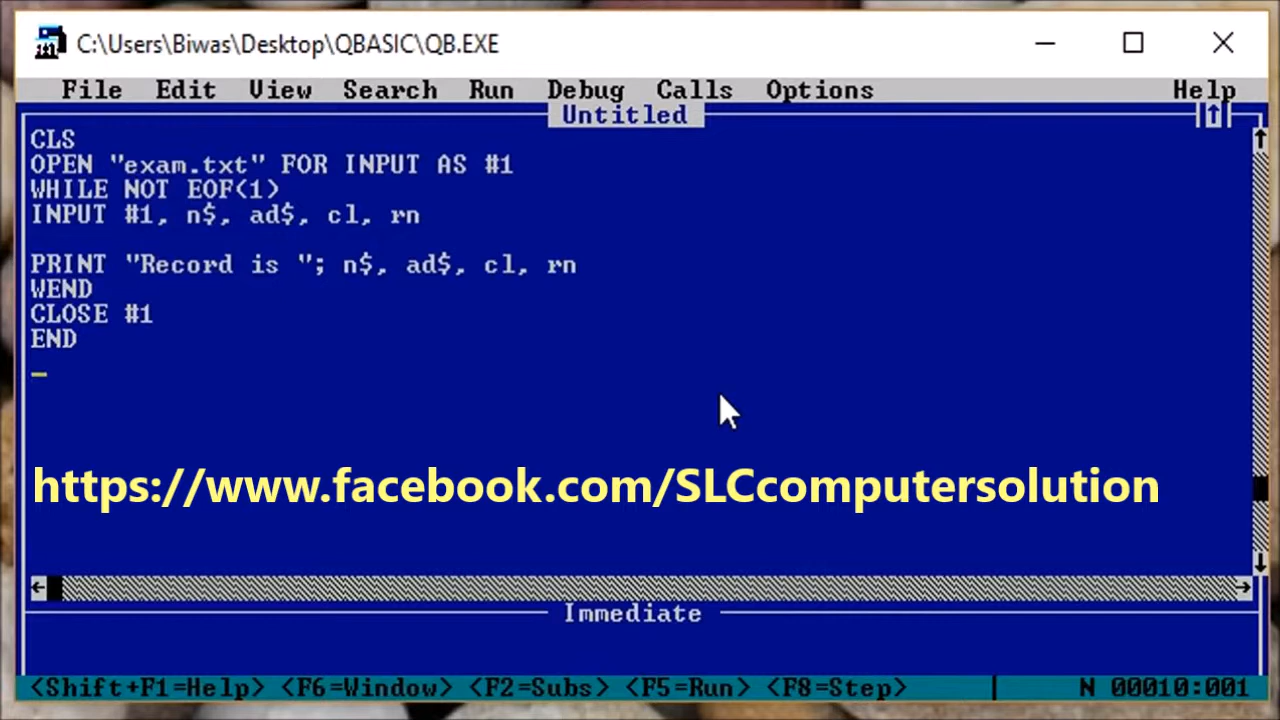 C:\Users\Biwas\Desktop\QBASIC\QB.EXE
File Edit View Search Run Debug Calls Options Help
Untitled
CLS
OPEN "exam.txt" FOR INPUT AS #1
WHILE NOT EOF(1)
INPUT #1, n$, ad$, cl, rn
PRINT "Record is "; n$, ad$, cl, rn
WEND
CLOSE #1
END
https://www.facebook.com/SLCcomputersolution
Immediate
<Shift+F1=Help> <F6=Window> <F2=Subs> <F5=Run> <F8=Step> N 00010:001